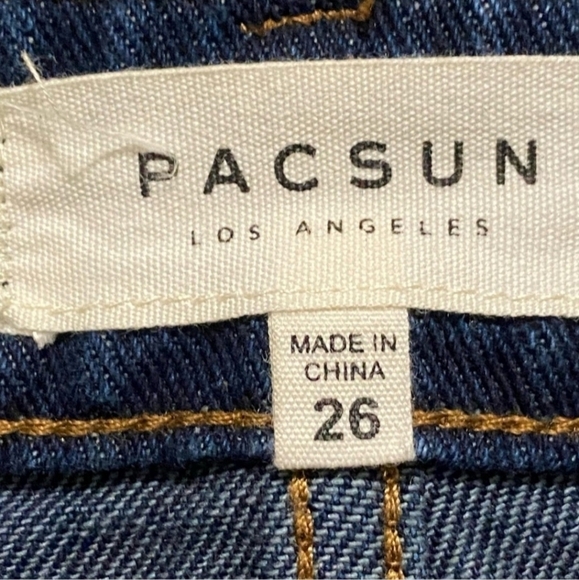 PACSUN
LOS ANGELES
MADE IN
CHINA
26